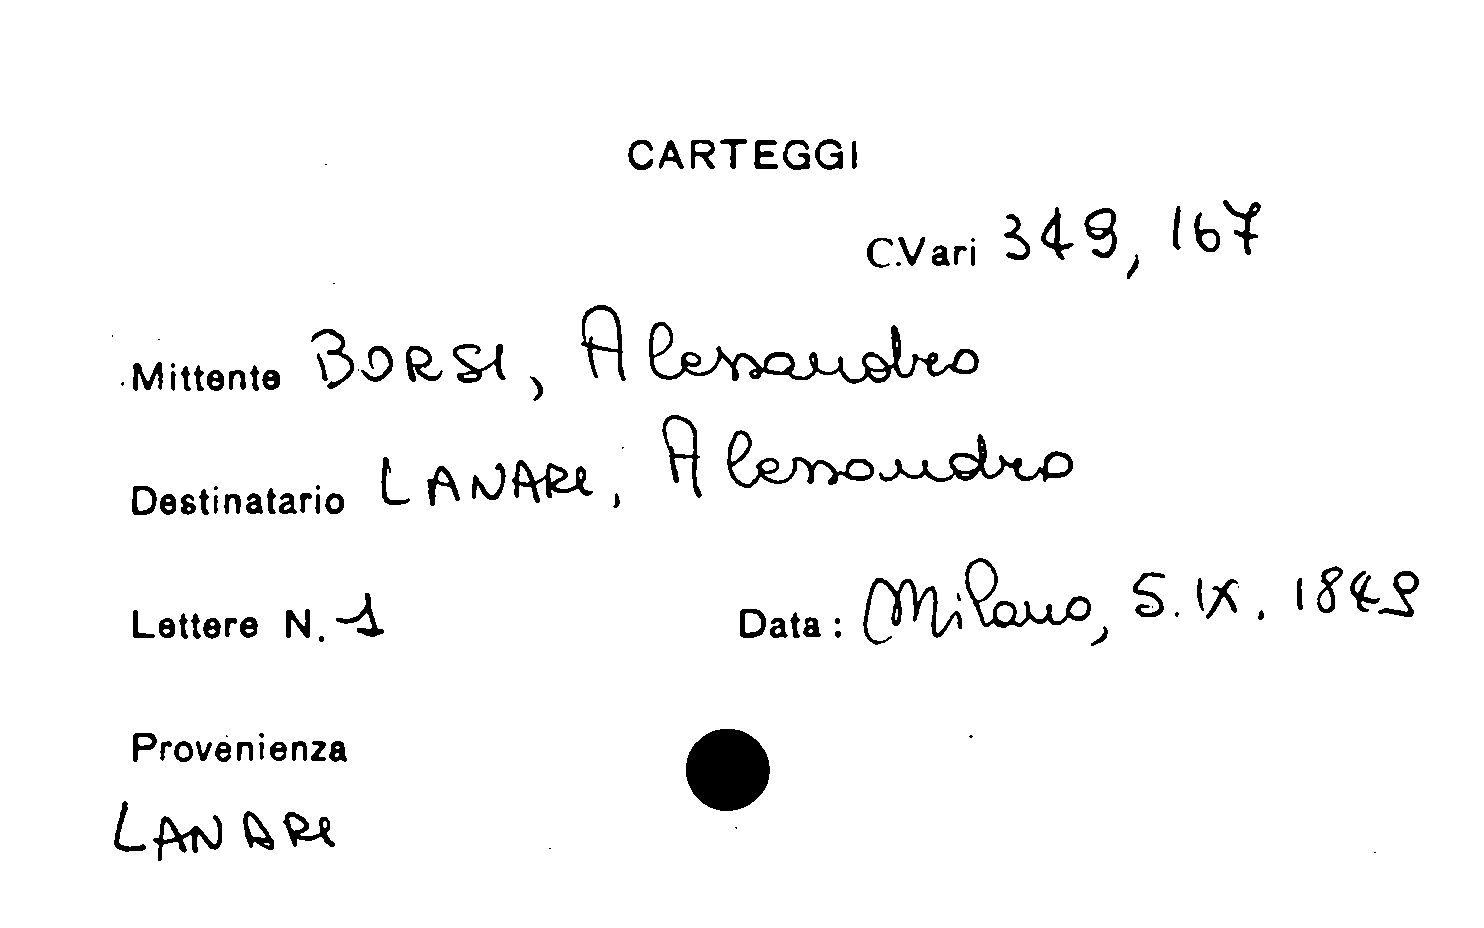 CARTEGGI
C.Vari 349, 167
Mittente BORSI, Alessandro
Destinatario LANARI, Alessandro
Lettere N. 1 Data: Milano, 5.IX.1849
Provenienza
LANARI